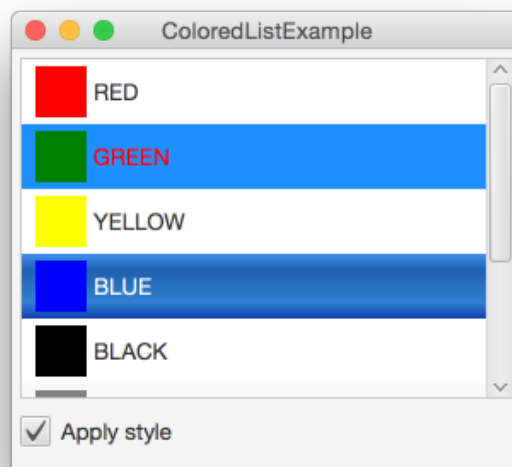 ColoredListExample
RED
GREEN
YELLOW
BLUE
BLACK
Apply style